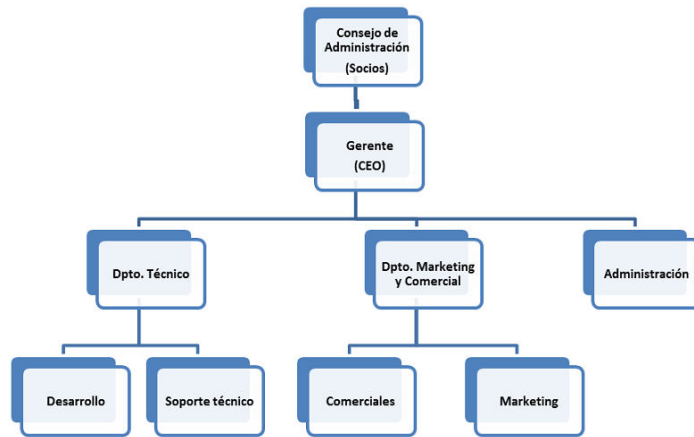 Consejo de
Administración
(Socios)
Gerente
(CEO)
Dpto. Técnico
Dpto. Marketing
y Comercial
Administración
Desarrollo
Soporte técnico
Comerciales
Marketing